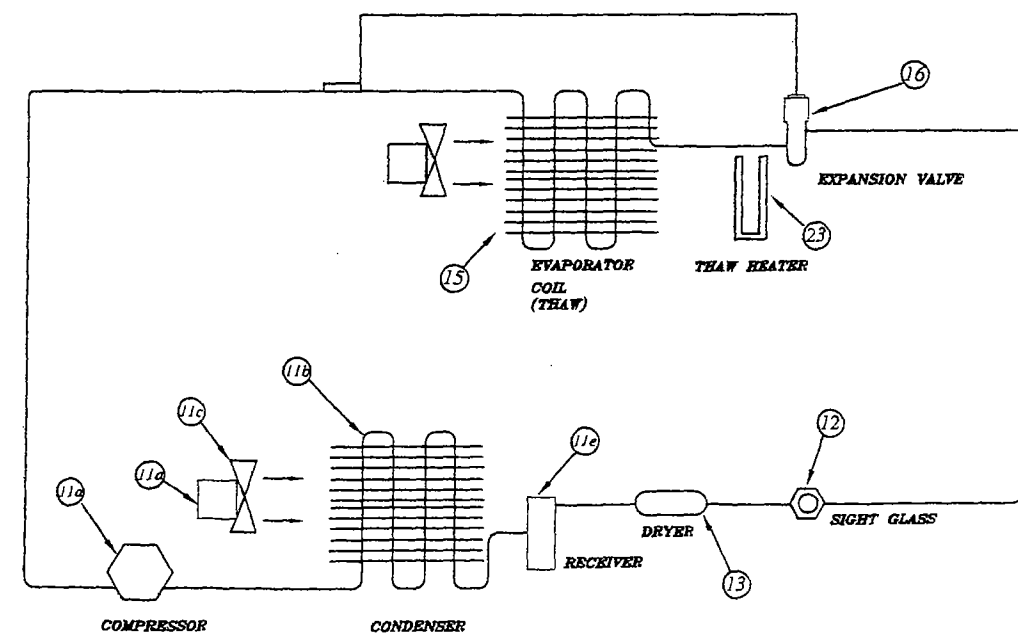 16
EXPANSION VALVE
23
THAW HEATER
15
EVAPORATOR
COIL
(THAW)
11b
11c
11d
11a
11e
12
SIGHT GLASS
DRYER
13
RECEIVER
COMPRESSOR
CONDENSER